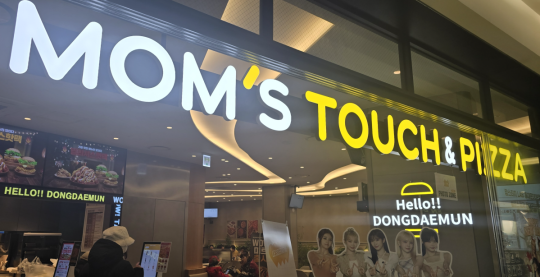 MOM'S TOUCH & PIZZA
HELLO!! DONGDAEMUN
Hello!!
DONGDAEMUN